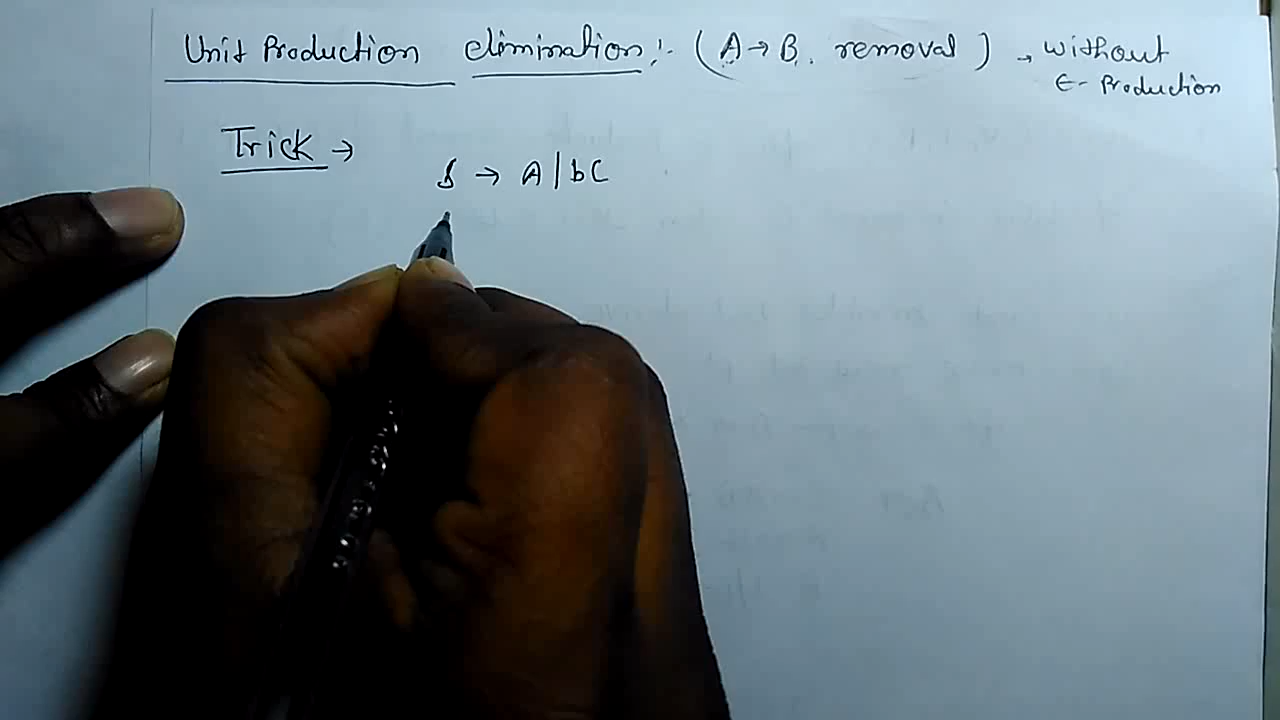 Unit Production elimination :- (A → B. removal) → without
ε- Production
Trick →
S → A | bC